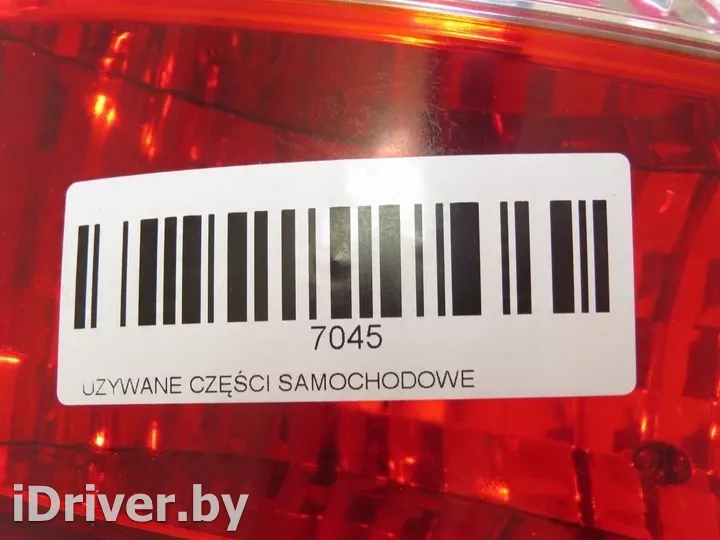 7045
UZYWANE CZĘŚCI SAMOCHODOWE
iDriver.by